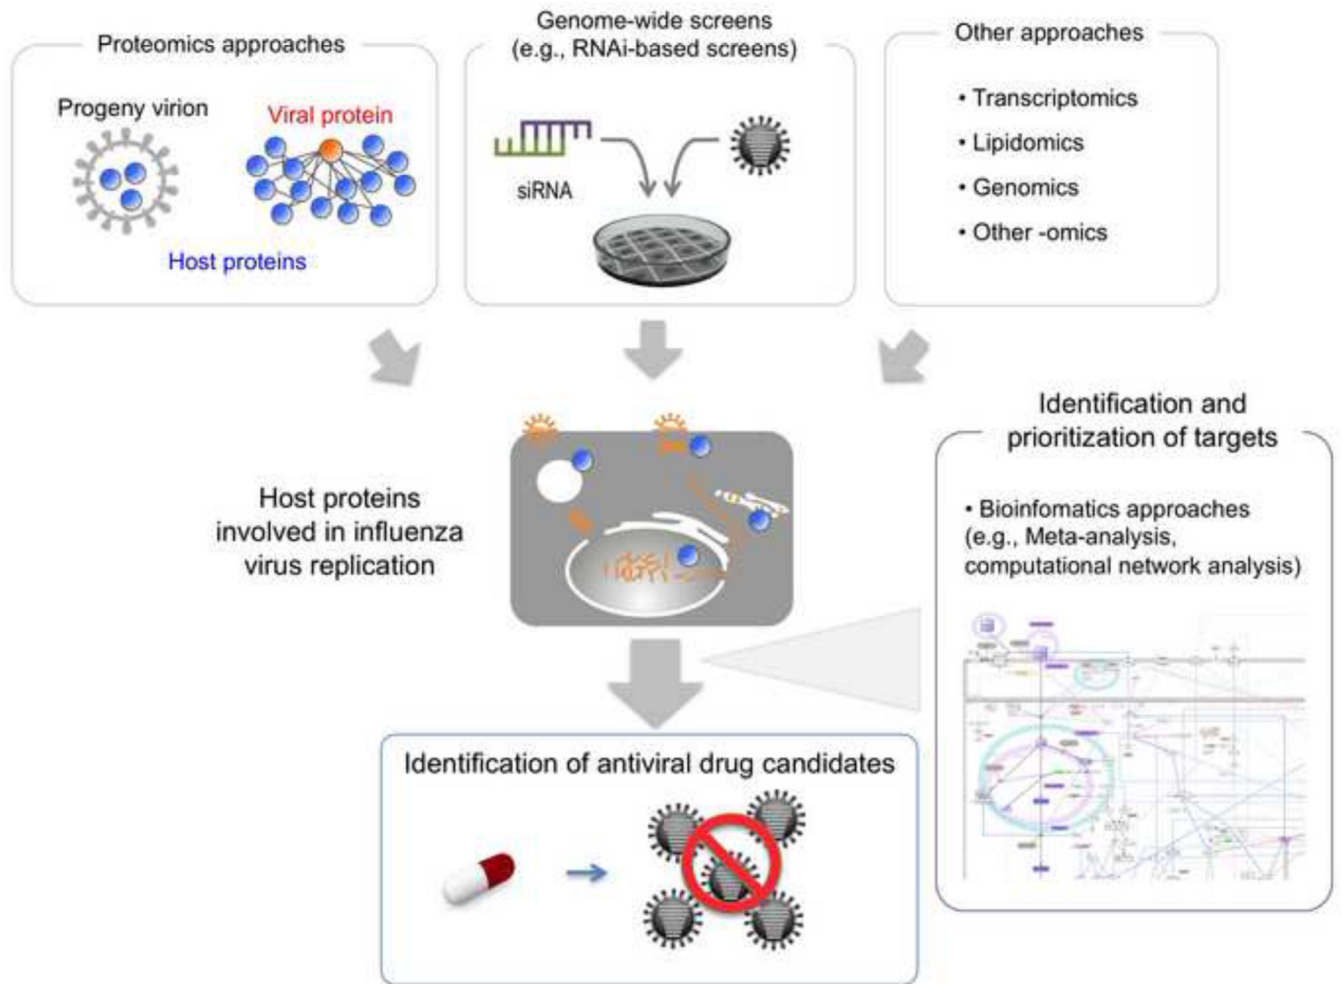 Proteomics approaches
Progeny virion
Viral protein
Host proteins
Genome-wide screens
(e.g., RNAi-based screens)
siRNA
Other approaches
• Transcriptomics
• Lipidomics
• Genomics
• Other -omics
Host proteins
involved in influenza
virus replication
Identification and
prioritization of targets
• Bioinfomatics approaches
(e.g., Meta-analysis,
computational network analysis)
Identification of antiviral drug candidates